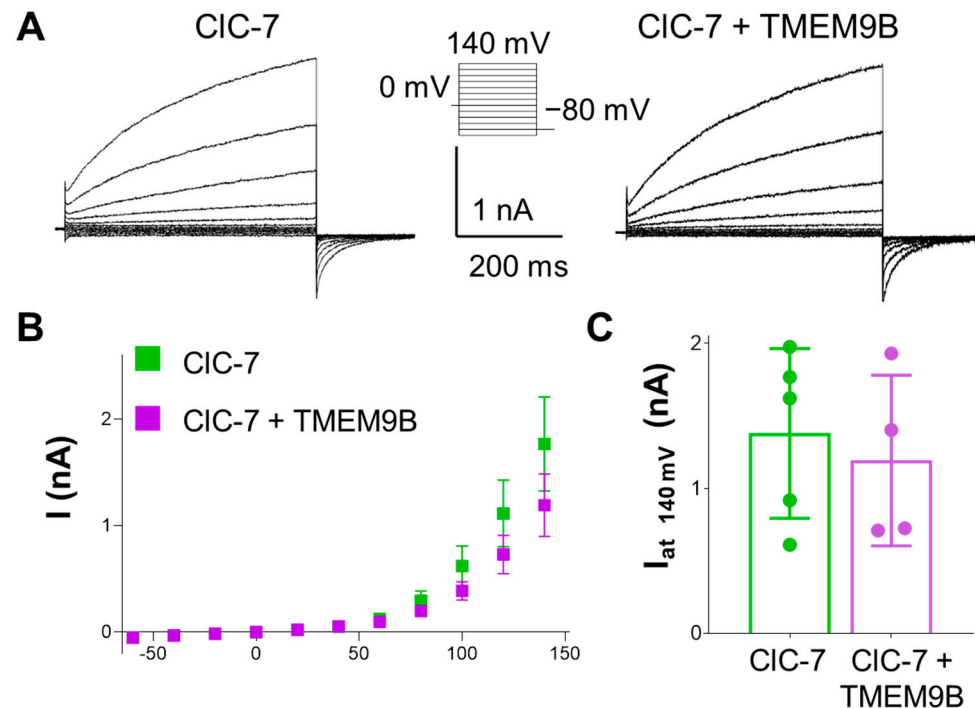 A
ClC-7
ClC-7 + TMEM9B
140 mV
0 mV
−80 mV
1 nA
200 ms
B
ClC-7
ClC-7 + TMEM9B
I (nA)
2
1
0
-50
0
50
100
150
C
I at 140 mV (nA)
2
1
0
ClC-7
ClC-7 +
TMEM9B